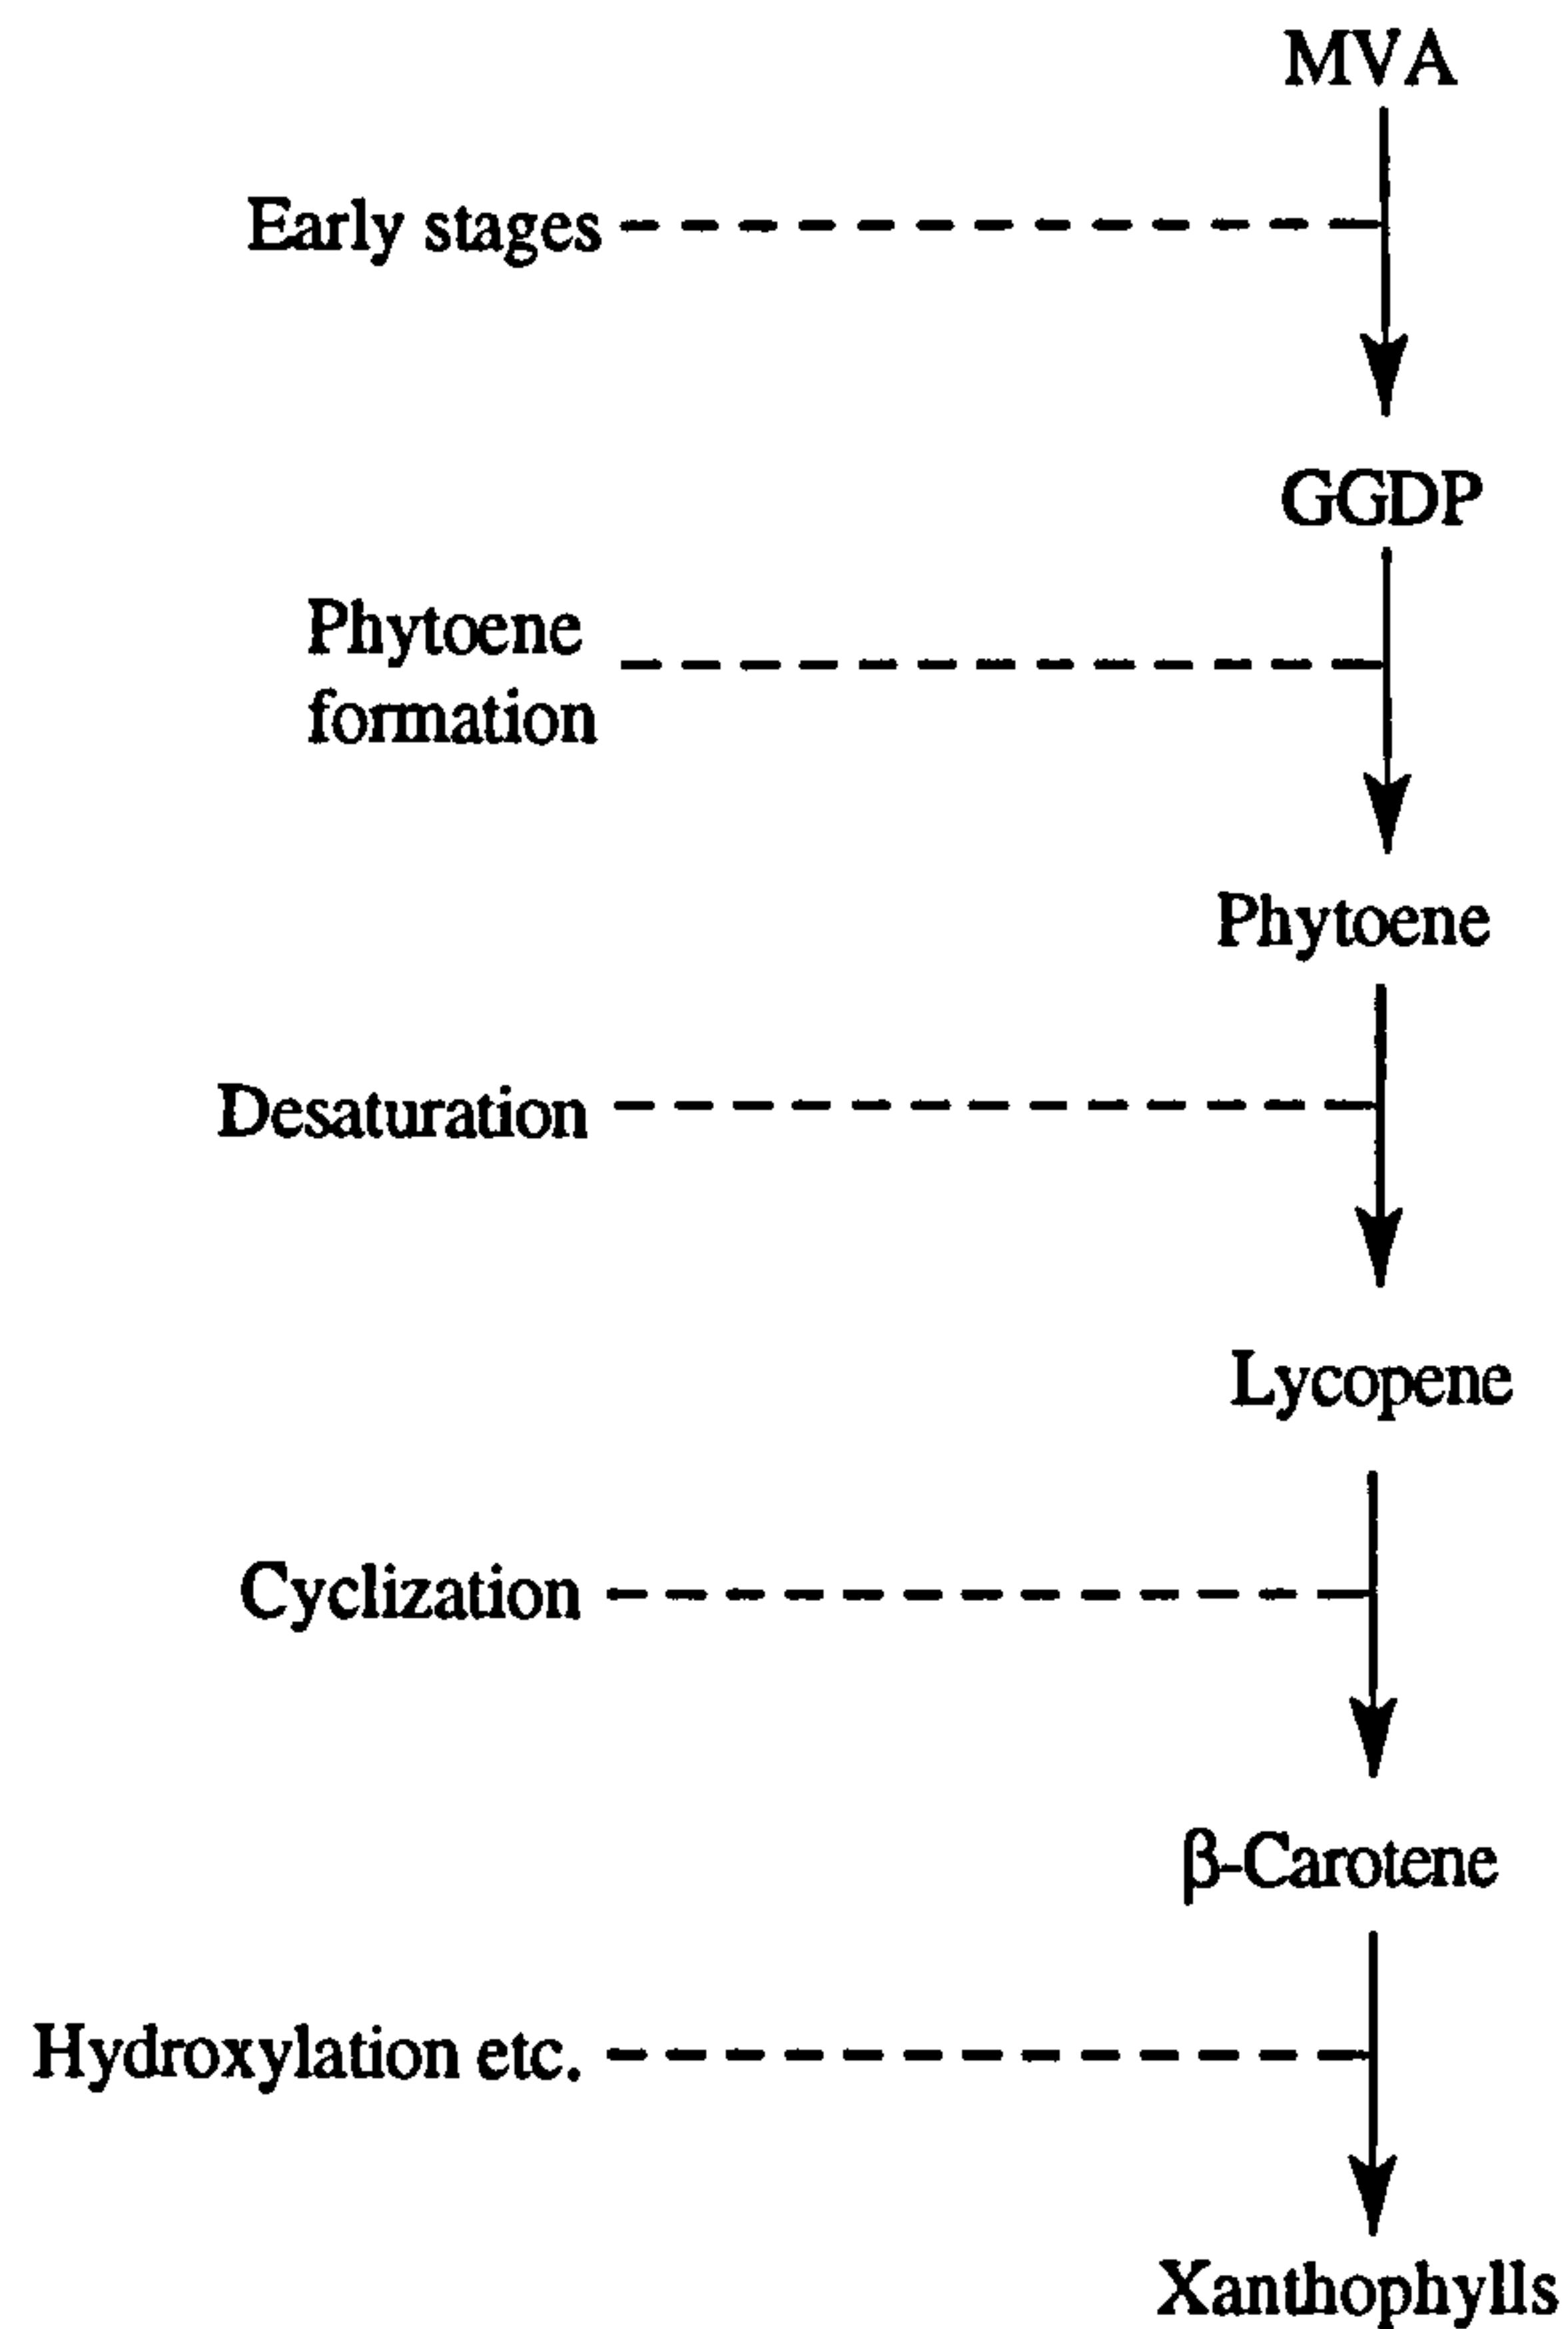 MVA
Early stages
GGDP
Phytoene
formation
Phytoene
Desaturation
Lycopene
Cyclization
β-Carotene
Hydroxylation etc.
Xanthophylls